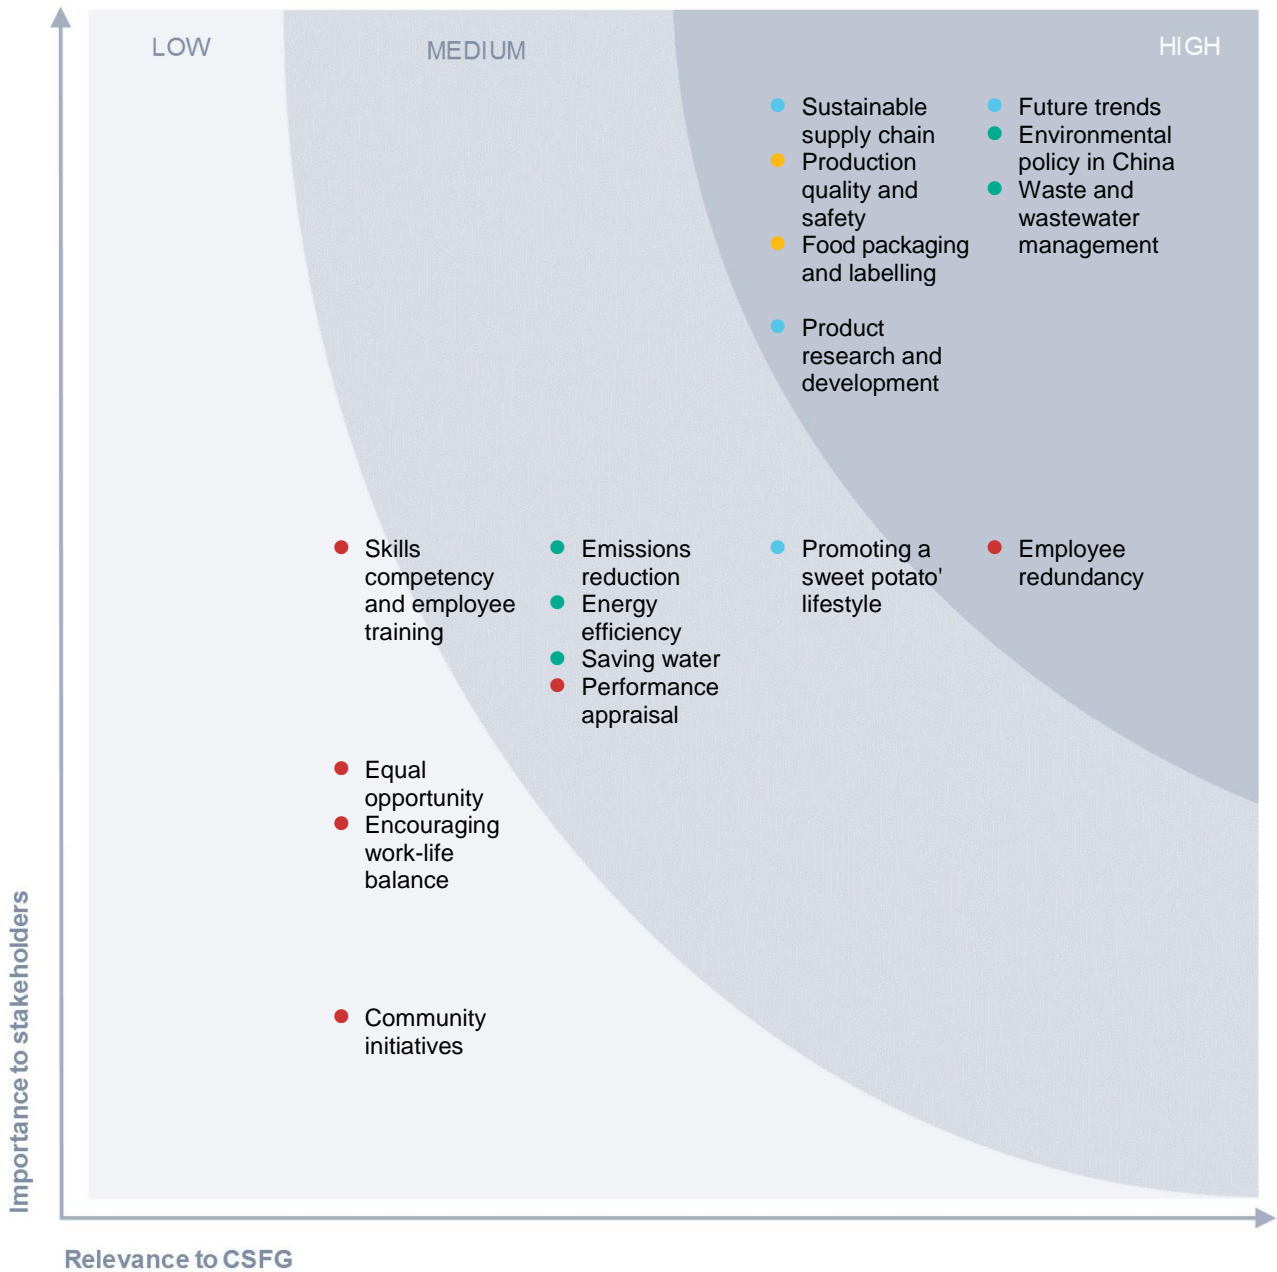 LOW
MEDIUM
HIGH
Sustainable
supply chain
Production
quality and
safety
Food packaging
and labelling
Product
research and
development
Future trends
Environmental
policy in China
Waste and
wastewater
management
Skills
competency
and employee
training
Emissions
reduction
Energy
efficiency
Saving water
Performance
appraisal
Promoting a
sweet potato'
lifestyle
Employee
redundancy
Equal
opportunity
Encouraging
work-life
balance
Community
initiatives
Importance to stakeholders
Relevance to CSFG